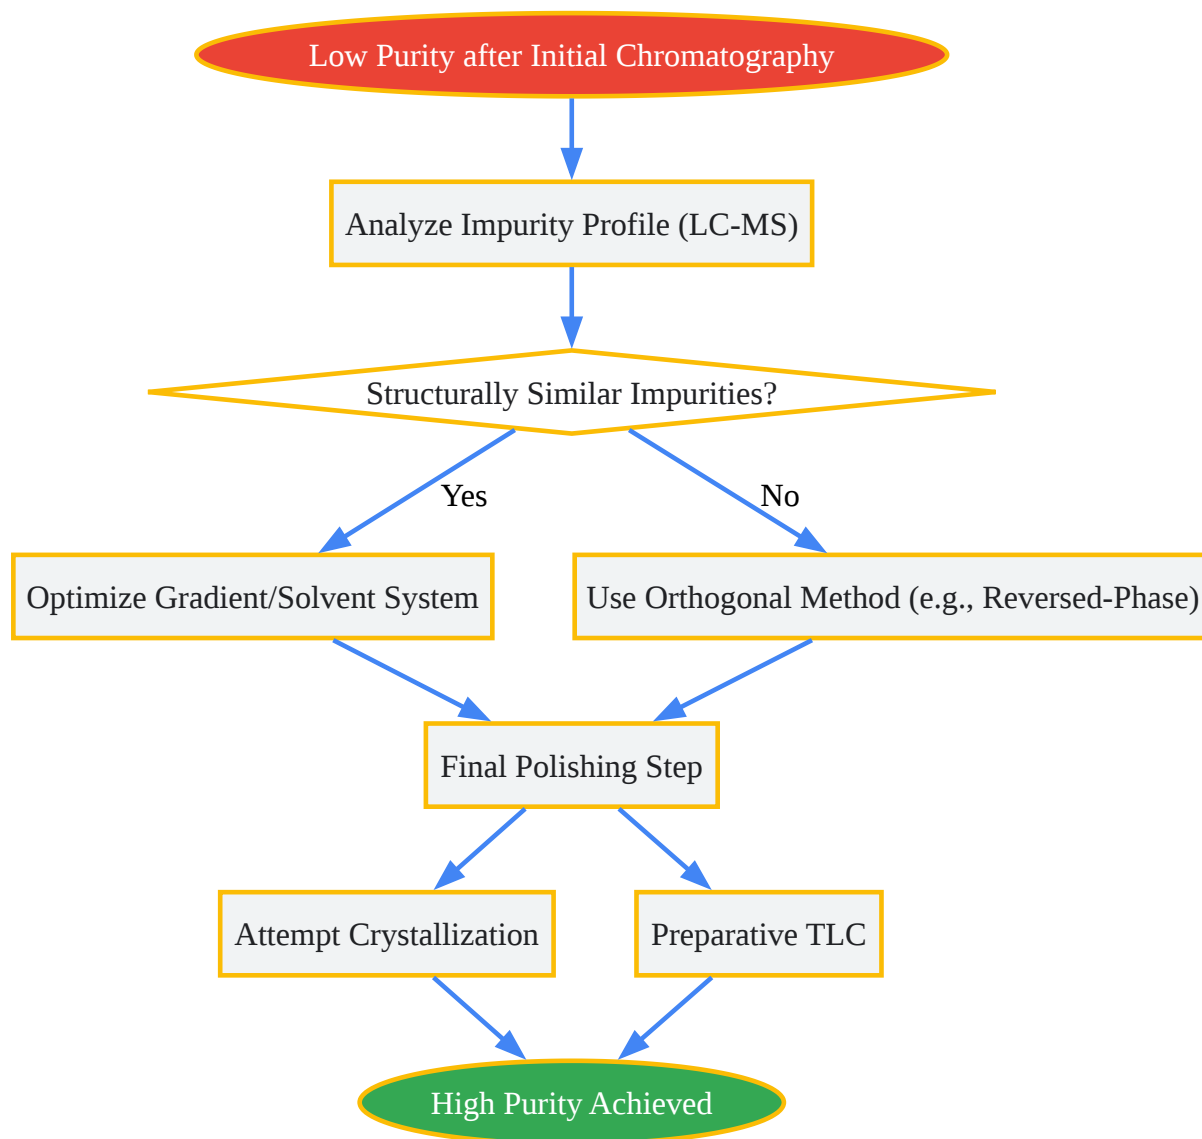 Low Purity after Initial Chromatography
Analyze Impurity Profile (LC-MS)
Structurally Similar Impurities?
Yes
No
Optimize Gradient/Solvent System
Use Orthogonal Method (e.g., Reversed-Phase)
Final Polishing Step
Attempt Crystallization
Preparative TLC
High Purity Achieved